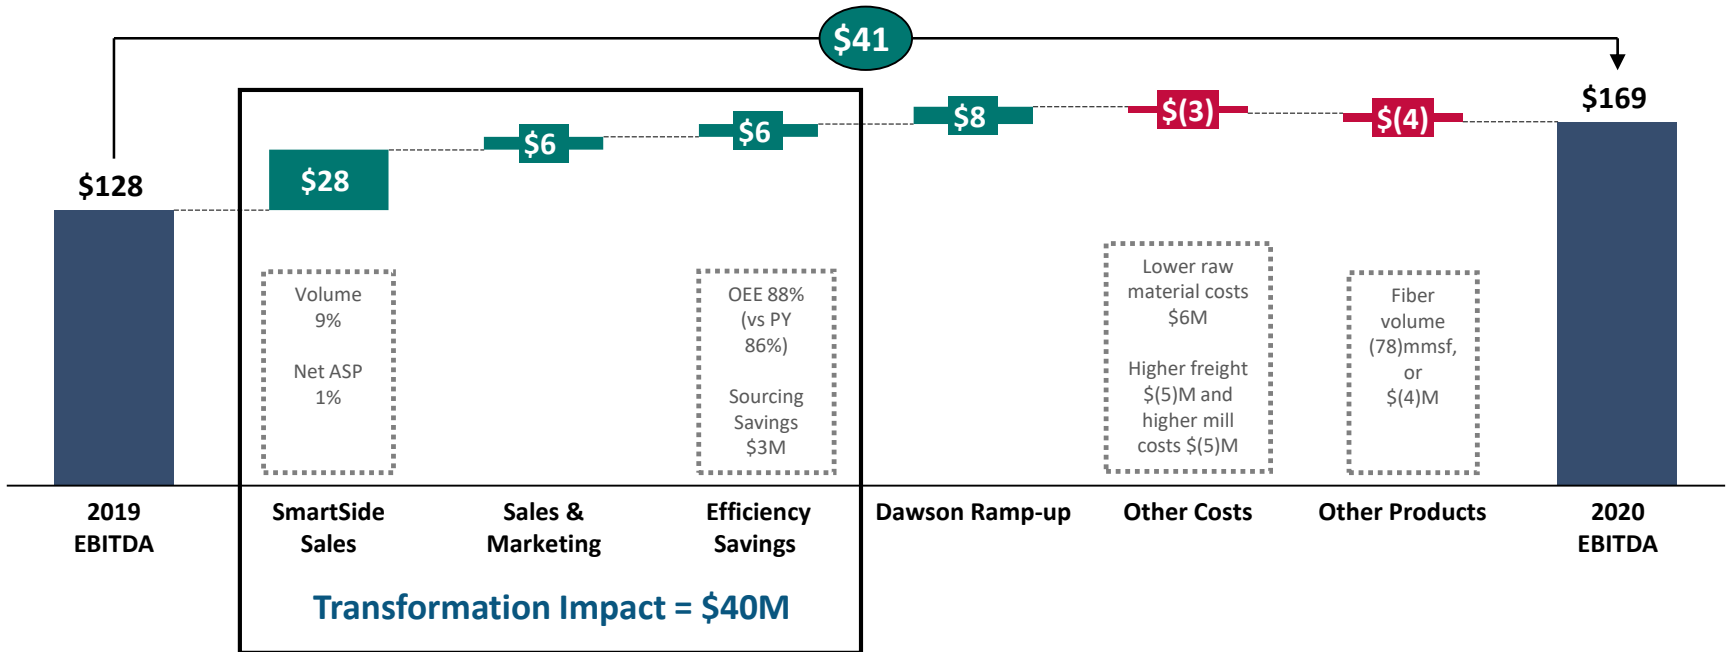 $41
$128
$28
$6
$6
$8
$(3)
$(4)
$169
Volume
9%
Net ASP
1%
OEE 88%
(vs PY
86%)
Sourcing
Savings
$3M
Lower raw
material costs
$6M
Higher freight
$(5)M and
higher mill
costs $(5)M
Fiber
volume
(78)mmsf,
or
$(4)M
2019
EBITDA
SmartSide
Sales
Sales &
Marketing
Efficiency
Savings
Dawson Ramp-up
Other Costs
Other Products
2020
EBITDA
Transformation Impact = $40M